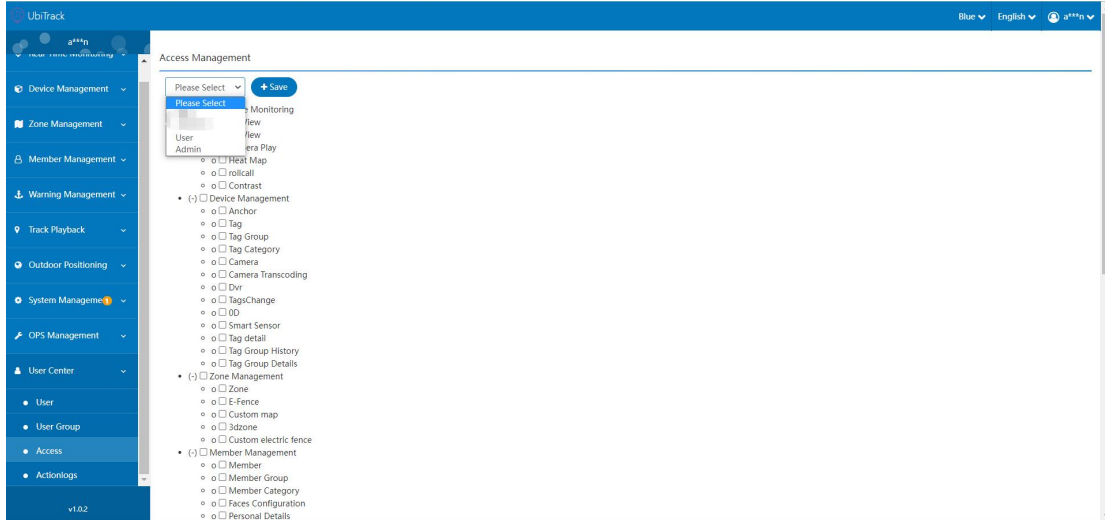 UbiTrack
Blue
English
a***n
a***n
Real-Time Monitoring
Device Management
Zone Management
Member Management
Warning Management
Track Playback
Outdoor Positioning
System Manageme 1
OPS Management
User Center
User
User Group
Access
Actionlogs
v1.0.2
Access Management
Please Select
+ Save
Please Select
User
Admin
Monitoring
View
View
Play
o Heat Map
o rollcall
o Contrast
(-) Device Management
o Anchor
o Tag
o Tag Group
o Tag Category
o Camera
o Camera Transcoding
o Dvr
o TagsChange
o 0D
o Smart Sensor
o Tag detail
o Tag Group History
o Tag Group Details
(-) Zone Management
o Zone
o E-Fence
o Custom map
o 3dzone
o Custom electric fence
(-) Member Management
o Member
o Member Group
o Member Category
o Faces Configuration
o Personal Details